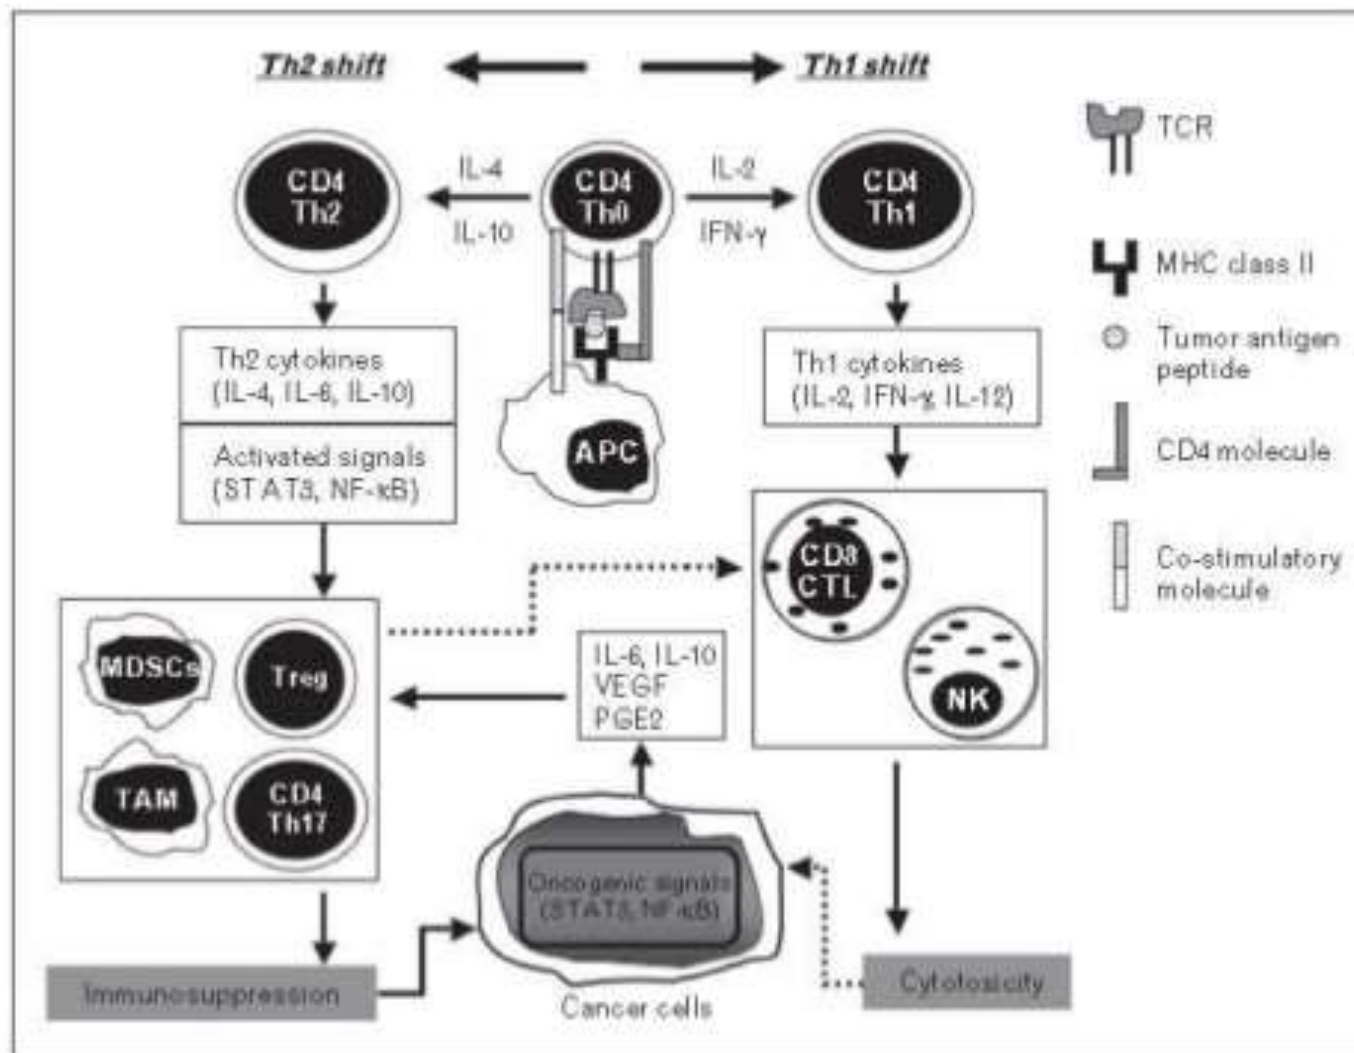 Th2 shift
Th1 shift
CD4
Th2
IL-4
IL-10
CD4
Th0
IL-2
IFN-γ
CD4
Th1
TCR
MHC class II
Tumor antigen
peptide
CD4 molecule
Co-stimulatory
molecule
Th2 cytokines
(IL-4, IL-6, IL-10)
Activated signals
(STAT3, NF-κB)
APC
Th1 cytokines
(IL-2, IFN-γ, IL-12)
CD8
CTL
NK
MDSCs
Treg
TAM
CD4
Th17
IL-6, IL-10
VEGF
PGE2
Oncogenic signals
(STAT3, NF-κB)
Cancer cells
Immunosuppression
Cytotoxicity